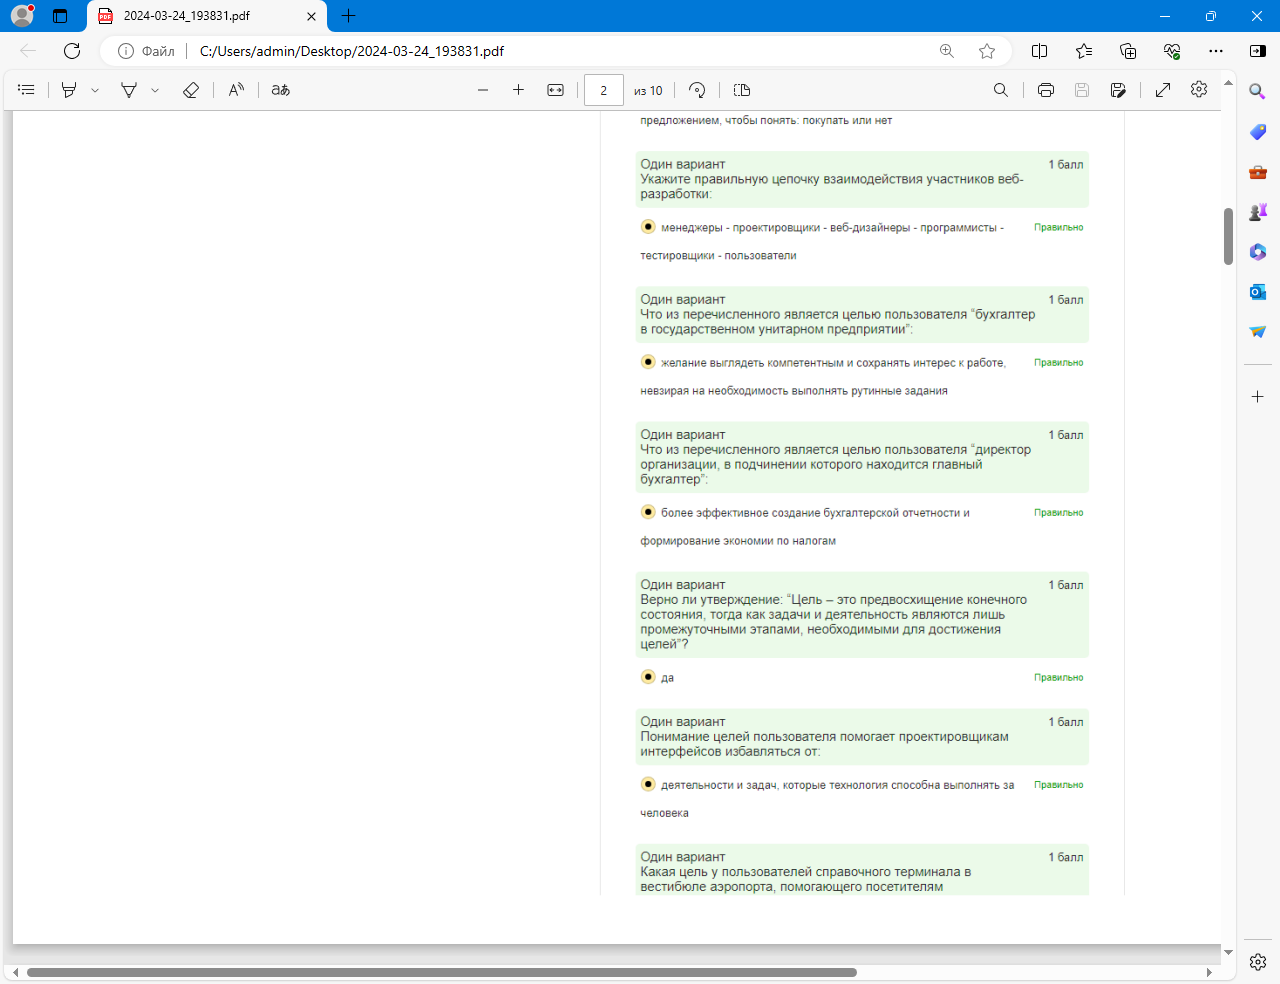 2024-03-24_193831.pdf
Файл
C:/Users/admin/Desktop/2024-03-24_193831.pdf
2
из 10
предложением, чтобы понять: покупать или нет
Один вариант
1 балл
Укажите правильную цепочку взаимодействия участников веб-
разработки:
менеджеры - проектировщики - веб-дизайнеры - программисты -
Правильно
тестировщики - пользователи
Один вариант
1 балл
Что из перечисленного является целью пользователя “бухгалтер
в государственном унитарном предприятии”:
желание выглядеть компетентным и сохранять интерес к работе,
Правильно
невзирая на необходимость выполнять рутинные задания
Один вариант
1 балл
Что из перечисленного является целью пользователя “директор
организации, в подчинении которого находится главный
бухгалтер”:
более эффективное создание бухгалтерской отчетности и
Правильно
формирование экономии по налогам
Один вариант
1 балл
Верно ли утверждение: “Цель – это предвосхищение конечного
состояния, тогда как задачи и деятельность являются лишь
промежуточными этапами, необходимыми для достижения
целей”?
да
Правильно
Один вариант
1 балл
Понимание целей пользователя помогает проектировщикам
интерфейсов избавляться от:
деятельности и задач, которые технология способна выполнять за
Правильно
человека
Один вариант
1 балл
Какая цель у пользователей справочного терминала в
вестибюле аэропорта, помогающего посетителям